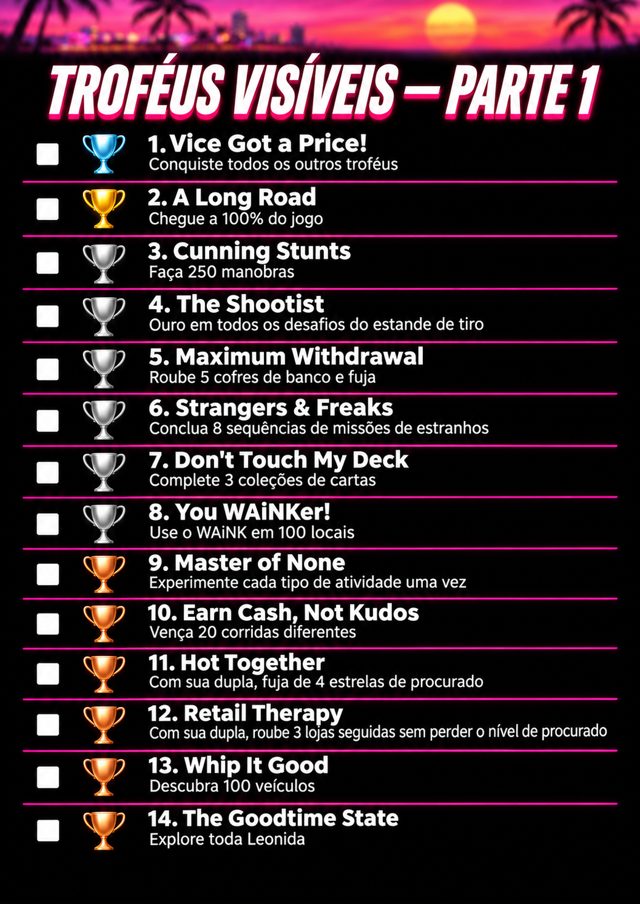 TROFÉUS VISÍVEIS — PARTE 1
1. Vice Got a Price!
Conquiste todos os outros troféus
2. A Long Road
Chegue a 100% do jogo
3. Cunning Stunts
Faça 250 manobras
4. The Shootist
Ouro em todos os desafios do estande de tiro
5. Maximum Withdrawal
Roube 5 cofres de banco e fuja
6. Strangers & Freaks
Conclua 8 sequências de missões de estranhos
7. Don't Touch My Deck
Complete 3 coleções de cartas
8. You WAiNKer!
Use o WAiNK em 100 locais
9. Master of None
Experimente cada tipo de atividade uma vez
10. Earn Cash, Not Kudos
Vença 20 corridas diferentes
11. Hot Together
Com sua dupla, fuja de 4 estrelas de procurado
12. Retail Therapy
Com sua dupla, roube 3 lojas seguidas sem perder o nível de procurado
13. Whip It Good
Descubra 100 veículos
14. The Goodtime State
Explore toda Leonida